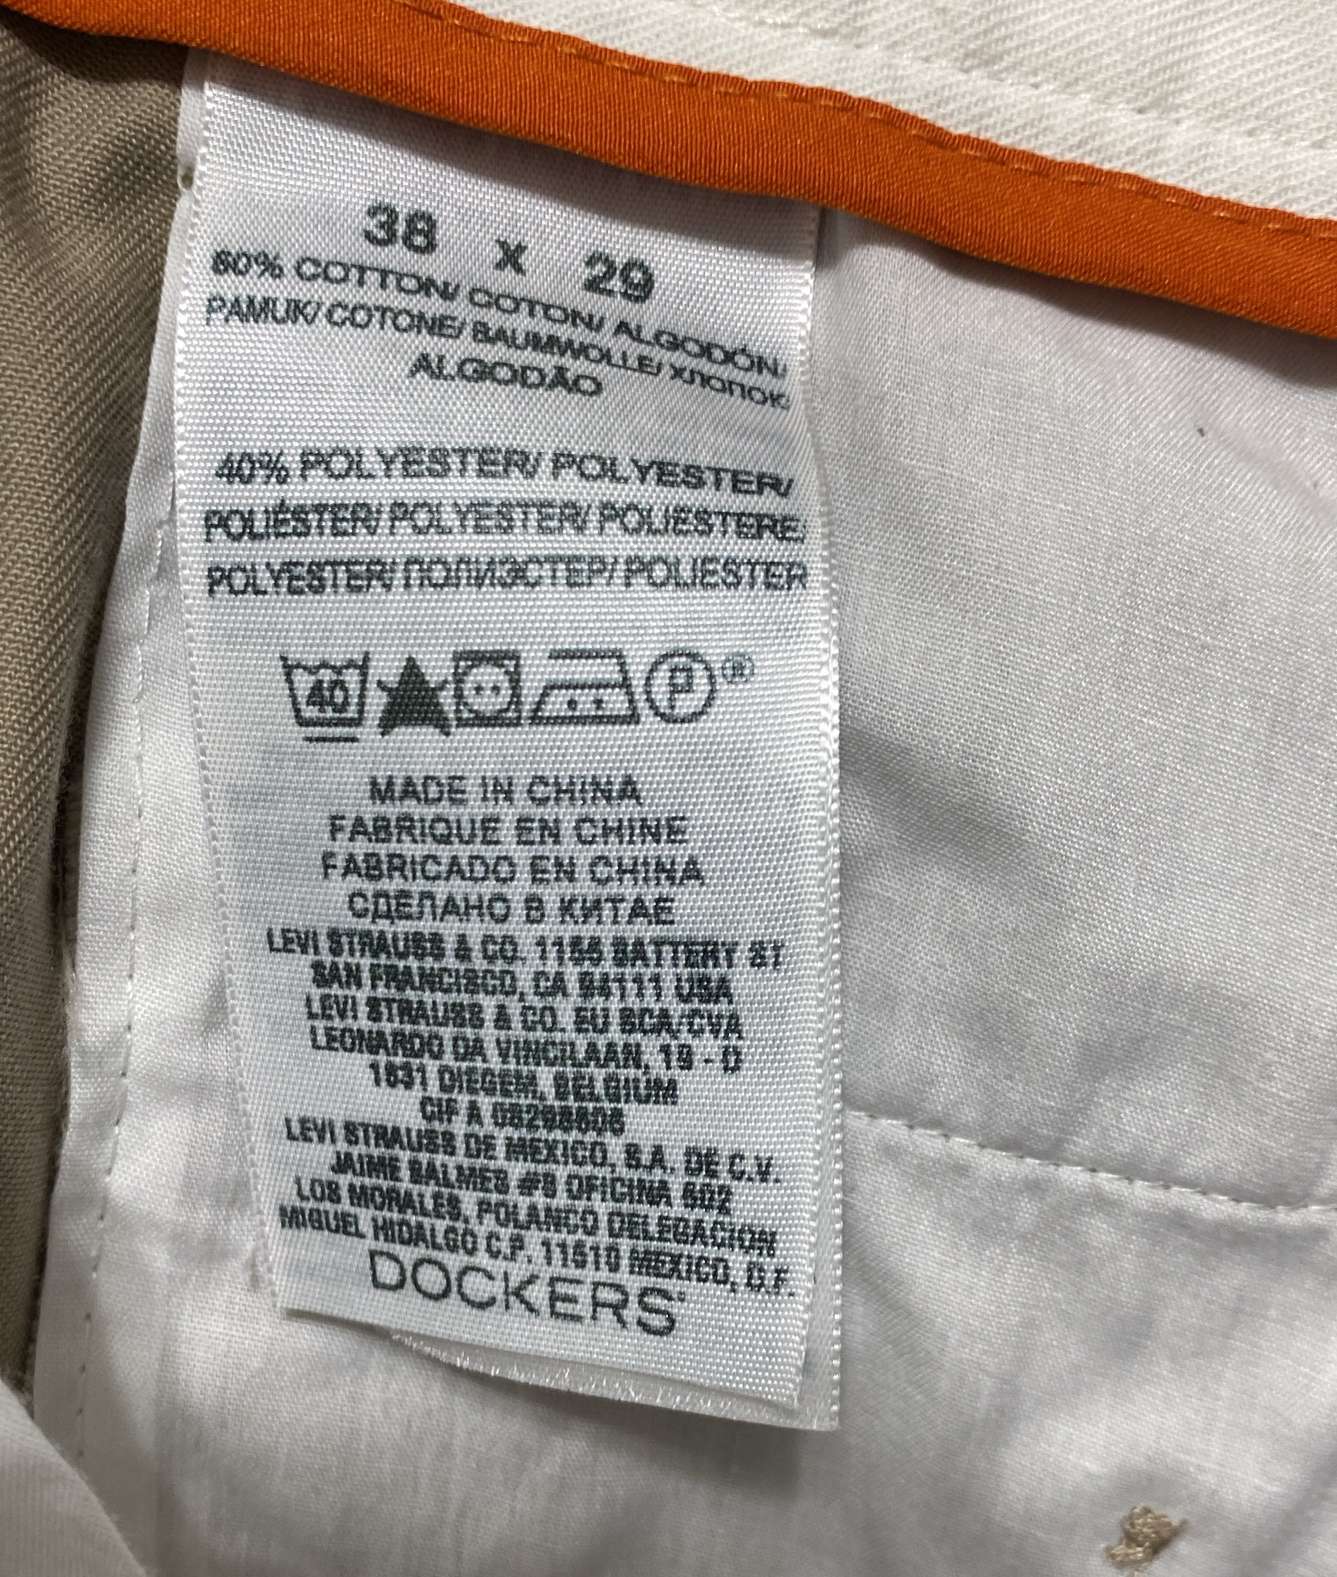 38 x 29
60% COTTON/ COTON/ ALGODÓN/
PAMUK/ COTONE/ BAUMWOLLE/ ХЛОПОК/
ALGODÃO
40% POLYESTER/ POLYESTER/
POLIÉSTER/ POLYESTER/ POLIESTERE/
POLYESTER/ ПОЛИЭСТЕР/ POLIESTER
40 P ®
MADE IN CHINA
FABRIQUE EN CHINE
FABRICADO EN CHINA
СДЕЛАНО В КИТАЕ
LEVI STRAUSS & CO. 1155 BATTERY ST
SAN FRANCISCO, CA 94111 USA
LEVI STRAUSS & CO. EU SCA/CVA
LEONARDO DA VINCILAAN, 19 - D
1831 DIEGEM, BELGIUM
CIF A
LEVI STRAUSS DE MEXICO, S.A. DE C.V.
JAIME BALMES #8 OFICINA 602
LOS MORALES, POLANCO DELEGACION
MIGUEL HIDALGO C.P. 11510 MEXICO, D.F.
DOCKERS